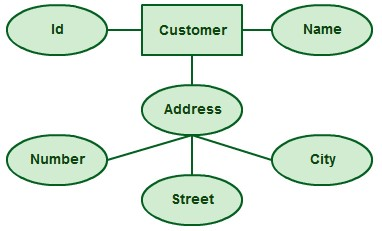 Id
Customer
Name
Address
Number
City
Street